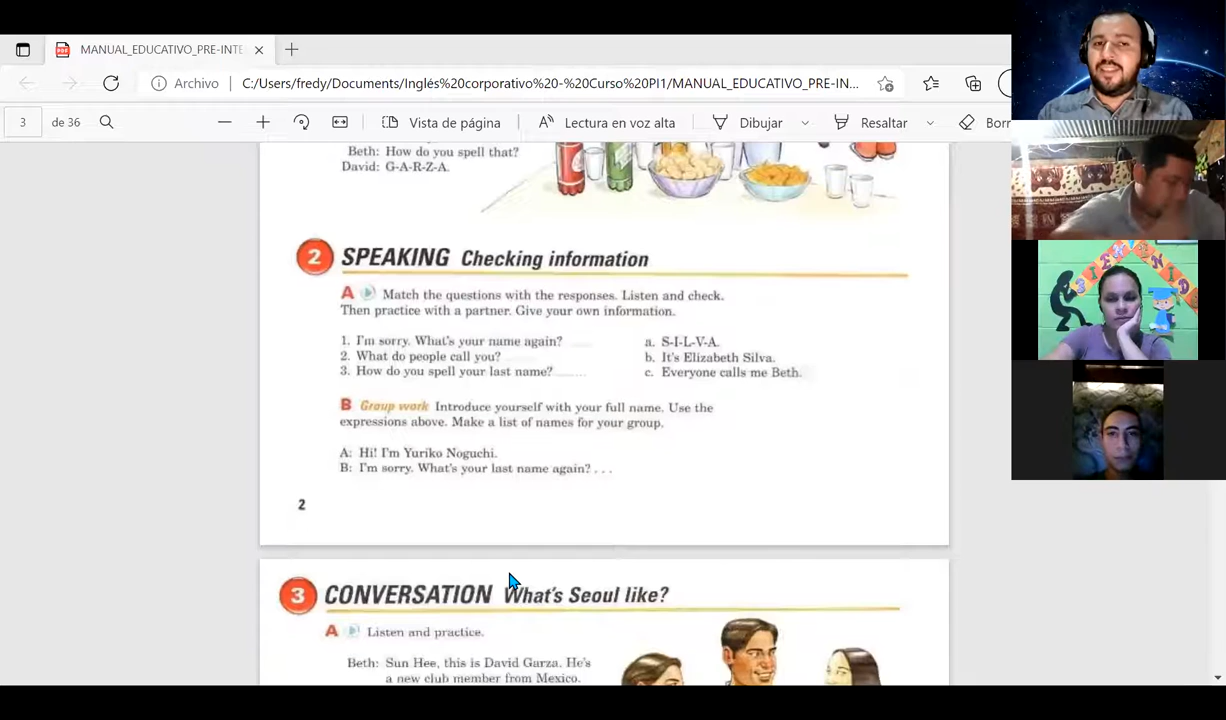 MANUAL_EDUCATIVO_PRE-INTE
Archivo
C:/Users/fredy/Documents/Inglés%20corporativo%20-%20Curso%20PI1/MANUAL_EDUCATIVO_PRE-IN...
3 de 36
Vista de página
Lectura en voz alta
Dibujar
Resaltar
Borr
Beth: How do you spell that?
David: G-A-R-Z-A.
2 SPEAKING Checking information
A Match the questions with the responses. Listen and check.
Then practice with a partner. Give your own information.
1. I'm sorry. What's your name again?
2. What do people call you?
3. How do you spell your last name? ........
a. S-I-L-V-A.
b. It's Elizabeth Silva.
c. Everyone calls me Beth.
B Group work Introduce yourself with your full name. Use the
expressions above. Make a list of names for your group.
A: Hi! I'm Yuriko Noguchi.
B: I'm sorry. What's your last name again? . . .
2
3 CONVERSATION What's Seoul like?
A Listen and practice.
Beth: Sun Hee, this is David Garza. He's
a new club member from Mexico.